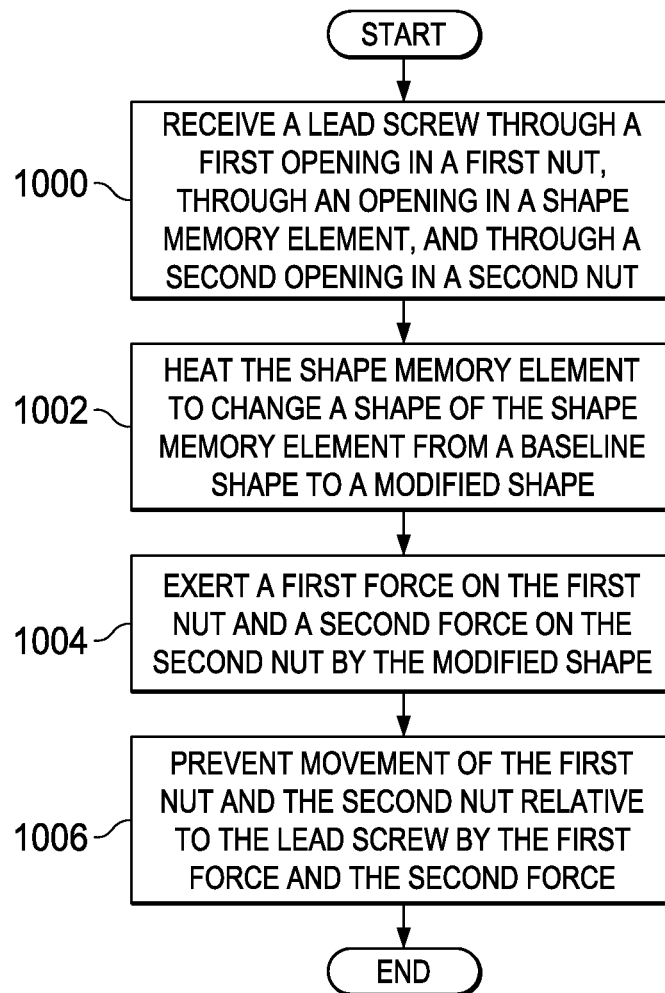 START
1000
RECEIVE A LEAD SCREW THROUGH A
FIRST OPENING IN A FIRST NUT,
THROUGH AN OPENING IN A SHAPE
MEMORY ELEMENT, AND THROUGH A
SECOND OPENING IN A SECOND NUT
1002
HEAT THE SHAPE MEMORY ELEMENT
TO CHANGE A SHAPE OF THE SHAPE
MEMORY ELEMENT FROM A BASELINE
SHAPE TO A MODIFIED SHAPE
1004
EXERT A FIRST FORCE ON THE FIRST
NUT AND A SECOND FORCE ON THE
SECOND NUT BY THE MODIFIED SHAPE
1006
PREVENT MOVEMENT OF THE FIRST
NUT AND THE SECOND NUT RELATIVE
TO THE LEAD SCREW BY THE FIRST
FORCE AND THE SECOND FORCE
END